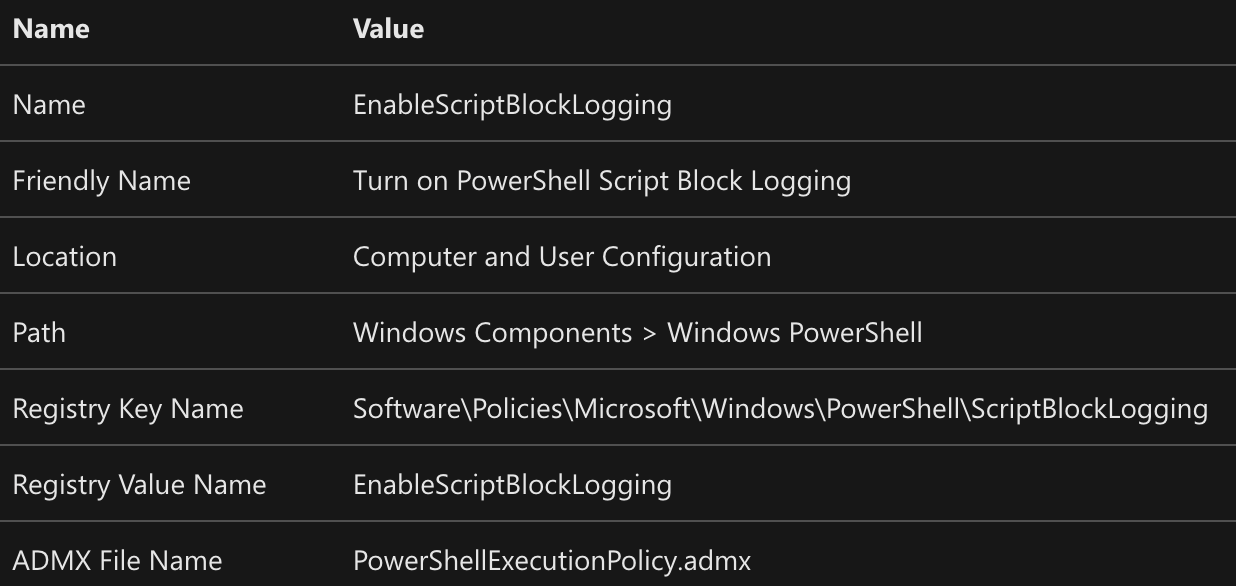 Name Value
Name EnableScriptBlockLogging
Friendly Name Turn on PowerShell Script Block Logging
Location Computer and User Configuration
Path Windows Components > Windows PowerShell
Registry Key Name Software\Policies\Microsoft\Windows\PowerShell\ScriptBlockLogging
Registry Value Name EnableScriptBlockLogging
ADMX File Name PowerShellExecutionPolicy.admx